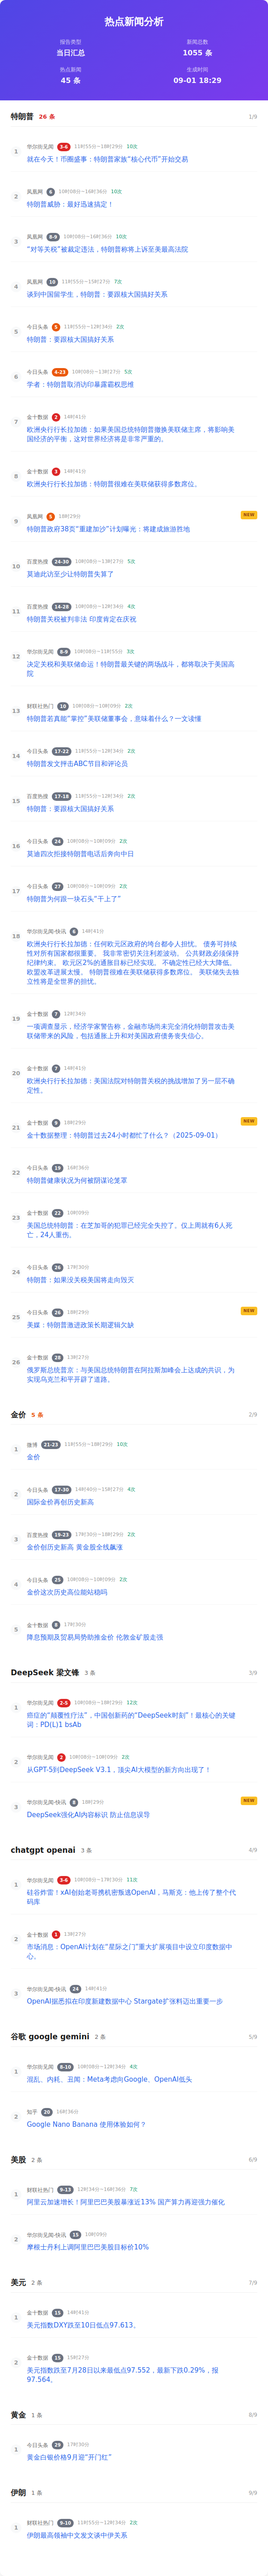 热点新闻分析
报告类型
当日汇总
新闻总数
1055 条
热点新闻
45 条
生成时间
09-01 18:29
特朗普 26 条 1/9
1 华尔街见闻 3-6 11时55分~18时29分 10次
就在今天！币圈盛事：特朗普家族“核心代币”开始交易
2 凤凰网 6 10时08分~16时36分 10次
特朗普威胁：最好迅速搞定！
3 凤凰网 8-9 10时08分~16时36分 10次
“对等关税”被裁定违法，特朗普称将上诉至美最高法院
4 凤凰网 10 11时55分~15时27分 7次
谈到中国留学生，特朗普：要跟核大国搞好关系
5 今日头条 5 11时55分~12时34分 2次
特朗普：要跟核大国搞好关系
6 今日头条 4-23 10时08分~13时27分 5次
学者：特朗普取消访印暴露霸权思维
7 金十数据 2 14时41分
欧洲央行行长拉加德：如果美国总统特朗普撤换美联储主席，将影响美
国经济的平衡，这对世界经济将是非常严重的。
8 金十数据 3 14时41分
欧洲央行行长拉加德：特朗普很难在美联储获得多数席位。
9 凤凰网 5 18时29分 NEW
特朗普政府38页“重建加沙”计划曝光：将建成旅游胜地
10 百度热搜 24-30 10时08分~13时27分 5次
莫迪此访至少让特朗普失算了
11 百度热搜 14-28 10时08分~12时34分 4次
特朗普关税被判非法 印度肯定在庆祝
12 华尔街见闻 8-9 10时08分~11时55分 3次
决定关税和美联储命运！特朗普最关键的两场战斗，都将取决于美国高
院
13 财联社热门 10 10时08分~10时09分 2次
特朗普若真能“掌控”美联储董事会，意味着什么？一文读懂
14 今日头条 17-22 11时55分~12时34分 2次
特朗普发文抨击ABC节目和评论员
15 百度热搜 17-18 11时55分~12时34分 2次
特朗普：要跟核大国搞好关系
16 今日头条 24 10时08分~10时09分 2次
莫迪四次拒接特朗普电话后奔向中日
17 今日头条 27 10时08分~10时09分 2次
特朗普为何跟一块石头“干上了”
18 华尔街见闻-快讯 6 14时41分
欧洲央行行长拉加德：任何欧元区政府的垮台都令人担忧。 债务可持续
性对所有国家都很重要。 我非常密切关注利差波动。 公共财政必须保持
纪律约束。 欧元区2%的通胀目标已经实现。 不确定性已经大大降低。
欧盟改革进展太慢。 特朗普很难在美联储获得多数席位。 美联储失去独
立性将是全世界的担忧。
19 金十数据 7 12时34分
一项调查显示，经济学家警告称，金融市场尚未完全消化特朗普攻击美
联储带来的风险，包括通胀上升和对美国政府债务丧失信心。
20 金十数据 7 14时41分
欧洲央行行长拉加德：美国法院对特朗普关税的挑战增加了另一层不确
定性。
21 金十数据 9 18时29分 NEW
金十数据整理：特朗普过去24小时都忙了什么？（2025-09-01）
22 今日头条 19 16时36分
特朗普健康状况为何被阴谋论笼罩
23 金十数据 22 10时09分
美国总统特朗普：在芝加哥的犯罪已经完全失控了。仅上周就有6人死
亡，24人重伤。
24 今日头条 26 17时30分
特朗普：如果没关税美国将走向毁灭
25 今日头条 26 18时29分 NEW
美媒：特朗普激进政策长期逻辑欠缺
26 金十数据 28 13时27分
俄罗斯总统普京：与美国总统特朗普在阿拉斯加峰会上达成的共识，为
实现乌克兰和平开辟了道路。
金价 5 条 2/9
1 微博 21-23 11时55分~18时29分 10次
金价
2 今日头条 17-30 14时40分~15时27分 4次
国际金价再创历史新高
3 百度热搜 19-23 17时30分~18时29分 2次
金价创历史新高 黄金股全线飙涨
4 今日头条 25 10时08分~10时09分 2次
金价这次历史高位能站稳吗
5 金十数据 8 17时30分
降息预期及贸易局势助推金价 伦敦金矿股走强
DeepSeek 梁文锋 3 条 3/9
1 华尔街见闻 2-5 10时08分~18时29分 12次
癌症的“颠覆性疗法”，中国创新药的“DeepSeek时刻”！最核心的关键
词：PD(L)1 bsAb
2 华尔街见闻 2 10时08分~10时09分 2次
从GPT-5到DeepSeek V3.1，顶尖AI大模型的新方向出现了！
3 华尔街见闻-快讯 8 18时29分 NEW
DeepSeek强化AI内容标识 防止信息误导
chatgpt openai 3 条 4/9
1 华尔街见闻 3-6 10时08分~17时30分 11次
硅谷炸雷！xAI创始老哥携机密叛逃OpenAI，马斯克：他上传了整个代
码库
2 金十数据 1 13时27分
市场消息：OpenAI计划在“星际之门”重大扩展项目中设立印度数据中
心。
3 华尔街见闻-快讯 24 14时41分
OpenAI据悉拟在印度新建数据中心 Stargate扩张料迈出重要一步
谷歌 google gemini 2 条 5/9
1 华尔街见闻 8-10 10时08分~12时34分 4次
混乱、内耗、丑闻：Meta考虑向Google、OpenAI低头
2 知乎 20 16时36分
Google Nano Banana 使用体验如何？
美股 2 条 6/9
1 财联社热门 9-13 12时34分~16时36分 7次
阿里云加速增长！阿里巴巴美股暴涨近13% 国产算力再迎强力催化
2 华尔街见闻-快讯 15 10时09分
摩根士丹利上调阿里巴巴美股目标价10%
美元 2 条 7/9
1 金十数据 15 14时41分
美元指数DXY跌至10日低点97.613。
2 金十数据 15 15时27分
美元指数跌至7月28日以来最低点97.552，最新下跌0.29%，报
97.564。
黄金 1 条 8/9
1 今日头条 29 17时30分
黄金白银价格9月迎“开门红”
伊朗 1 条 9/9
1 财联社热门 9-10 11时55分~12时34分 2次
伊朗最高领袖中文发文谈中伊关系